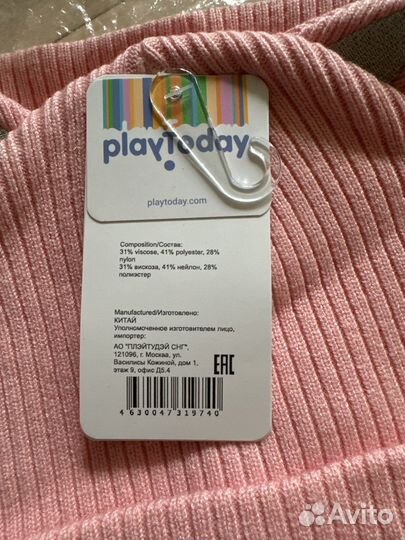 playtoday
playtoday.com
Composition/Состав:
31% viscose, 41% polyester, 28%
nylon
31% вискоза, 41% нейлон, 28%
полиэстер
Manufactured/Изготовлено:
КИТАЙ
Уполномоченное изготовителем лицо,
импортер:
АО "ПЛЭЙТУДЭЙ СНГ",
121096, г. Москва, ул.
Василисы Кожиной, дом 1,
этаж 9, офис Д5.4
EAC
4630047319740
Avito